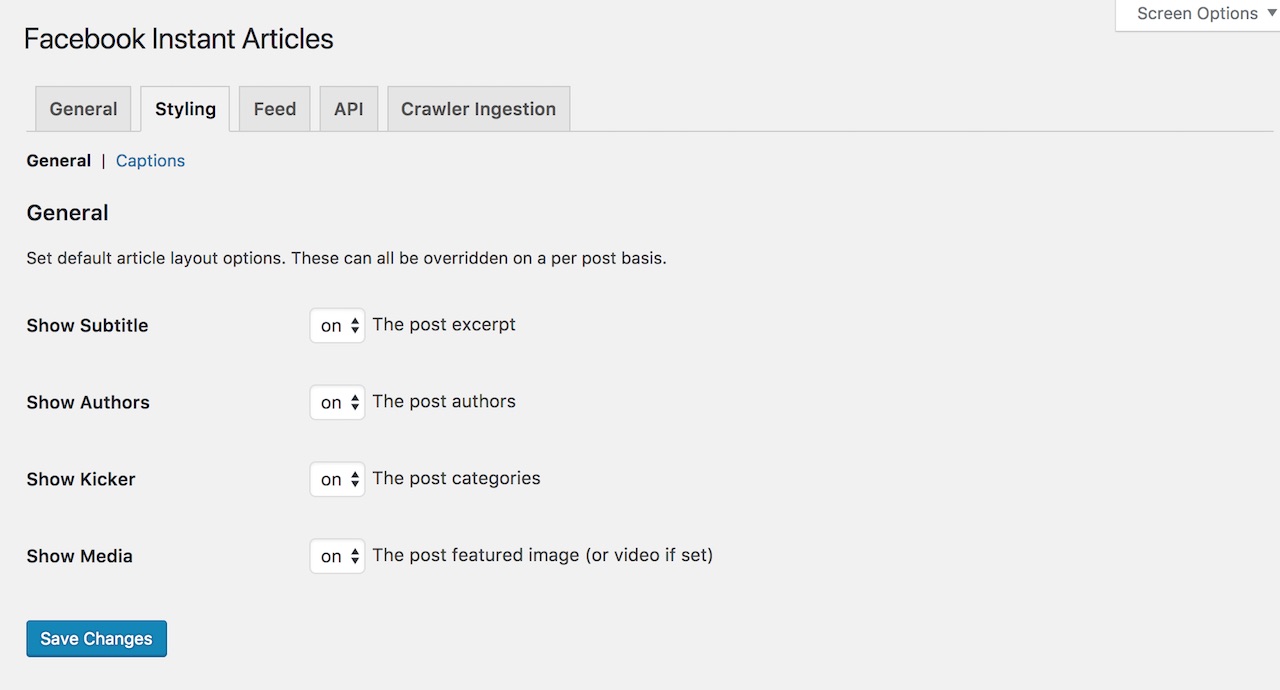 Screen Options ▼
Facebook Instant Articles
General Styling Feed API Crawler Ingestion
General | Captions
General
Set default article layout options. These can all be overridden on a per post basis.
Show Subtitle on The post excerpt
Show Authors on The post authors
Show Kicker on The post categories
Show Media on The post featured image (or video if set)
Save Changes